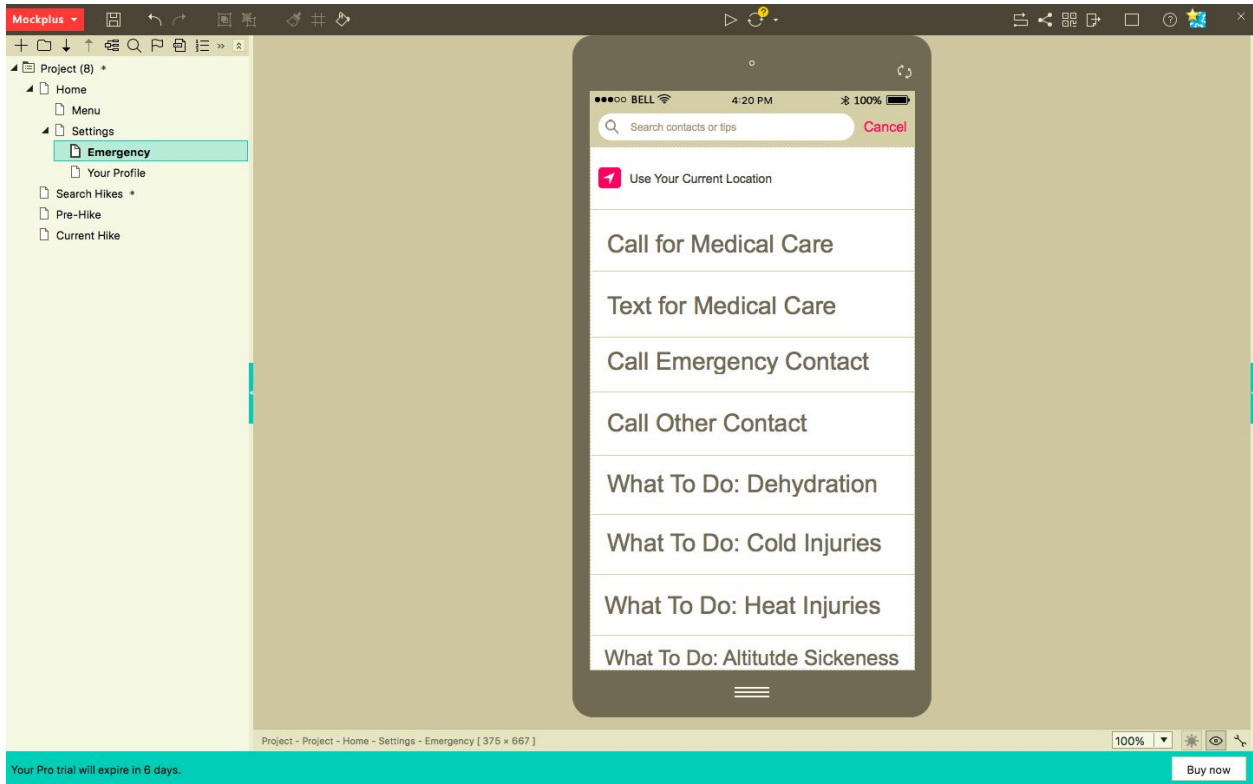 Mockplus
Project (8) *
Home
Menu
Settings
Emergency
Your Profile
Search Hikes *
Pre-Hike
Current Hike
BELL 4:20 PM 100%
Search contacts or tips Cancel
Use Your Current Location
Call for Medical Care
Text for Medical Care
Call Emergency Contact
Call Other Contact
What To Do: Dehydration
What To Do: Cold Injuries
What To Do: Heat Injuries
What To Do: Altitutde Sickeness
Project - Project - Home - Settings - Emergency [ 375 × 667 ] 100%
Your Pro trial will expire in 6 days. Buy now